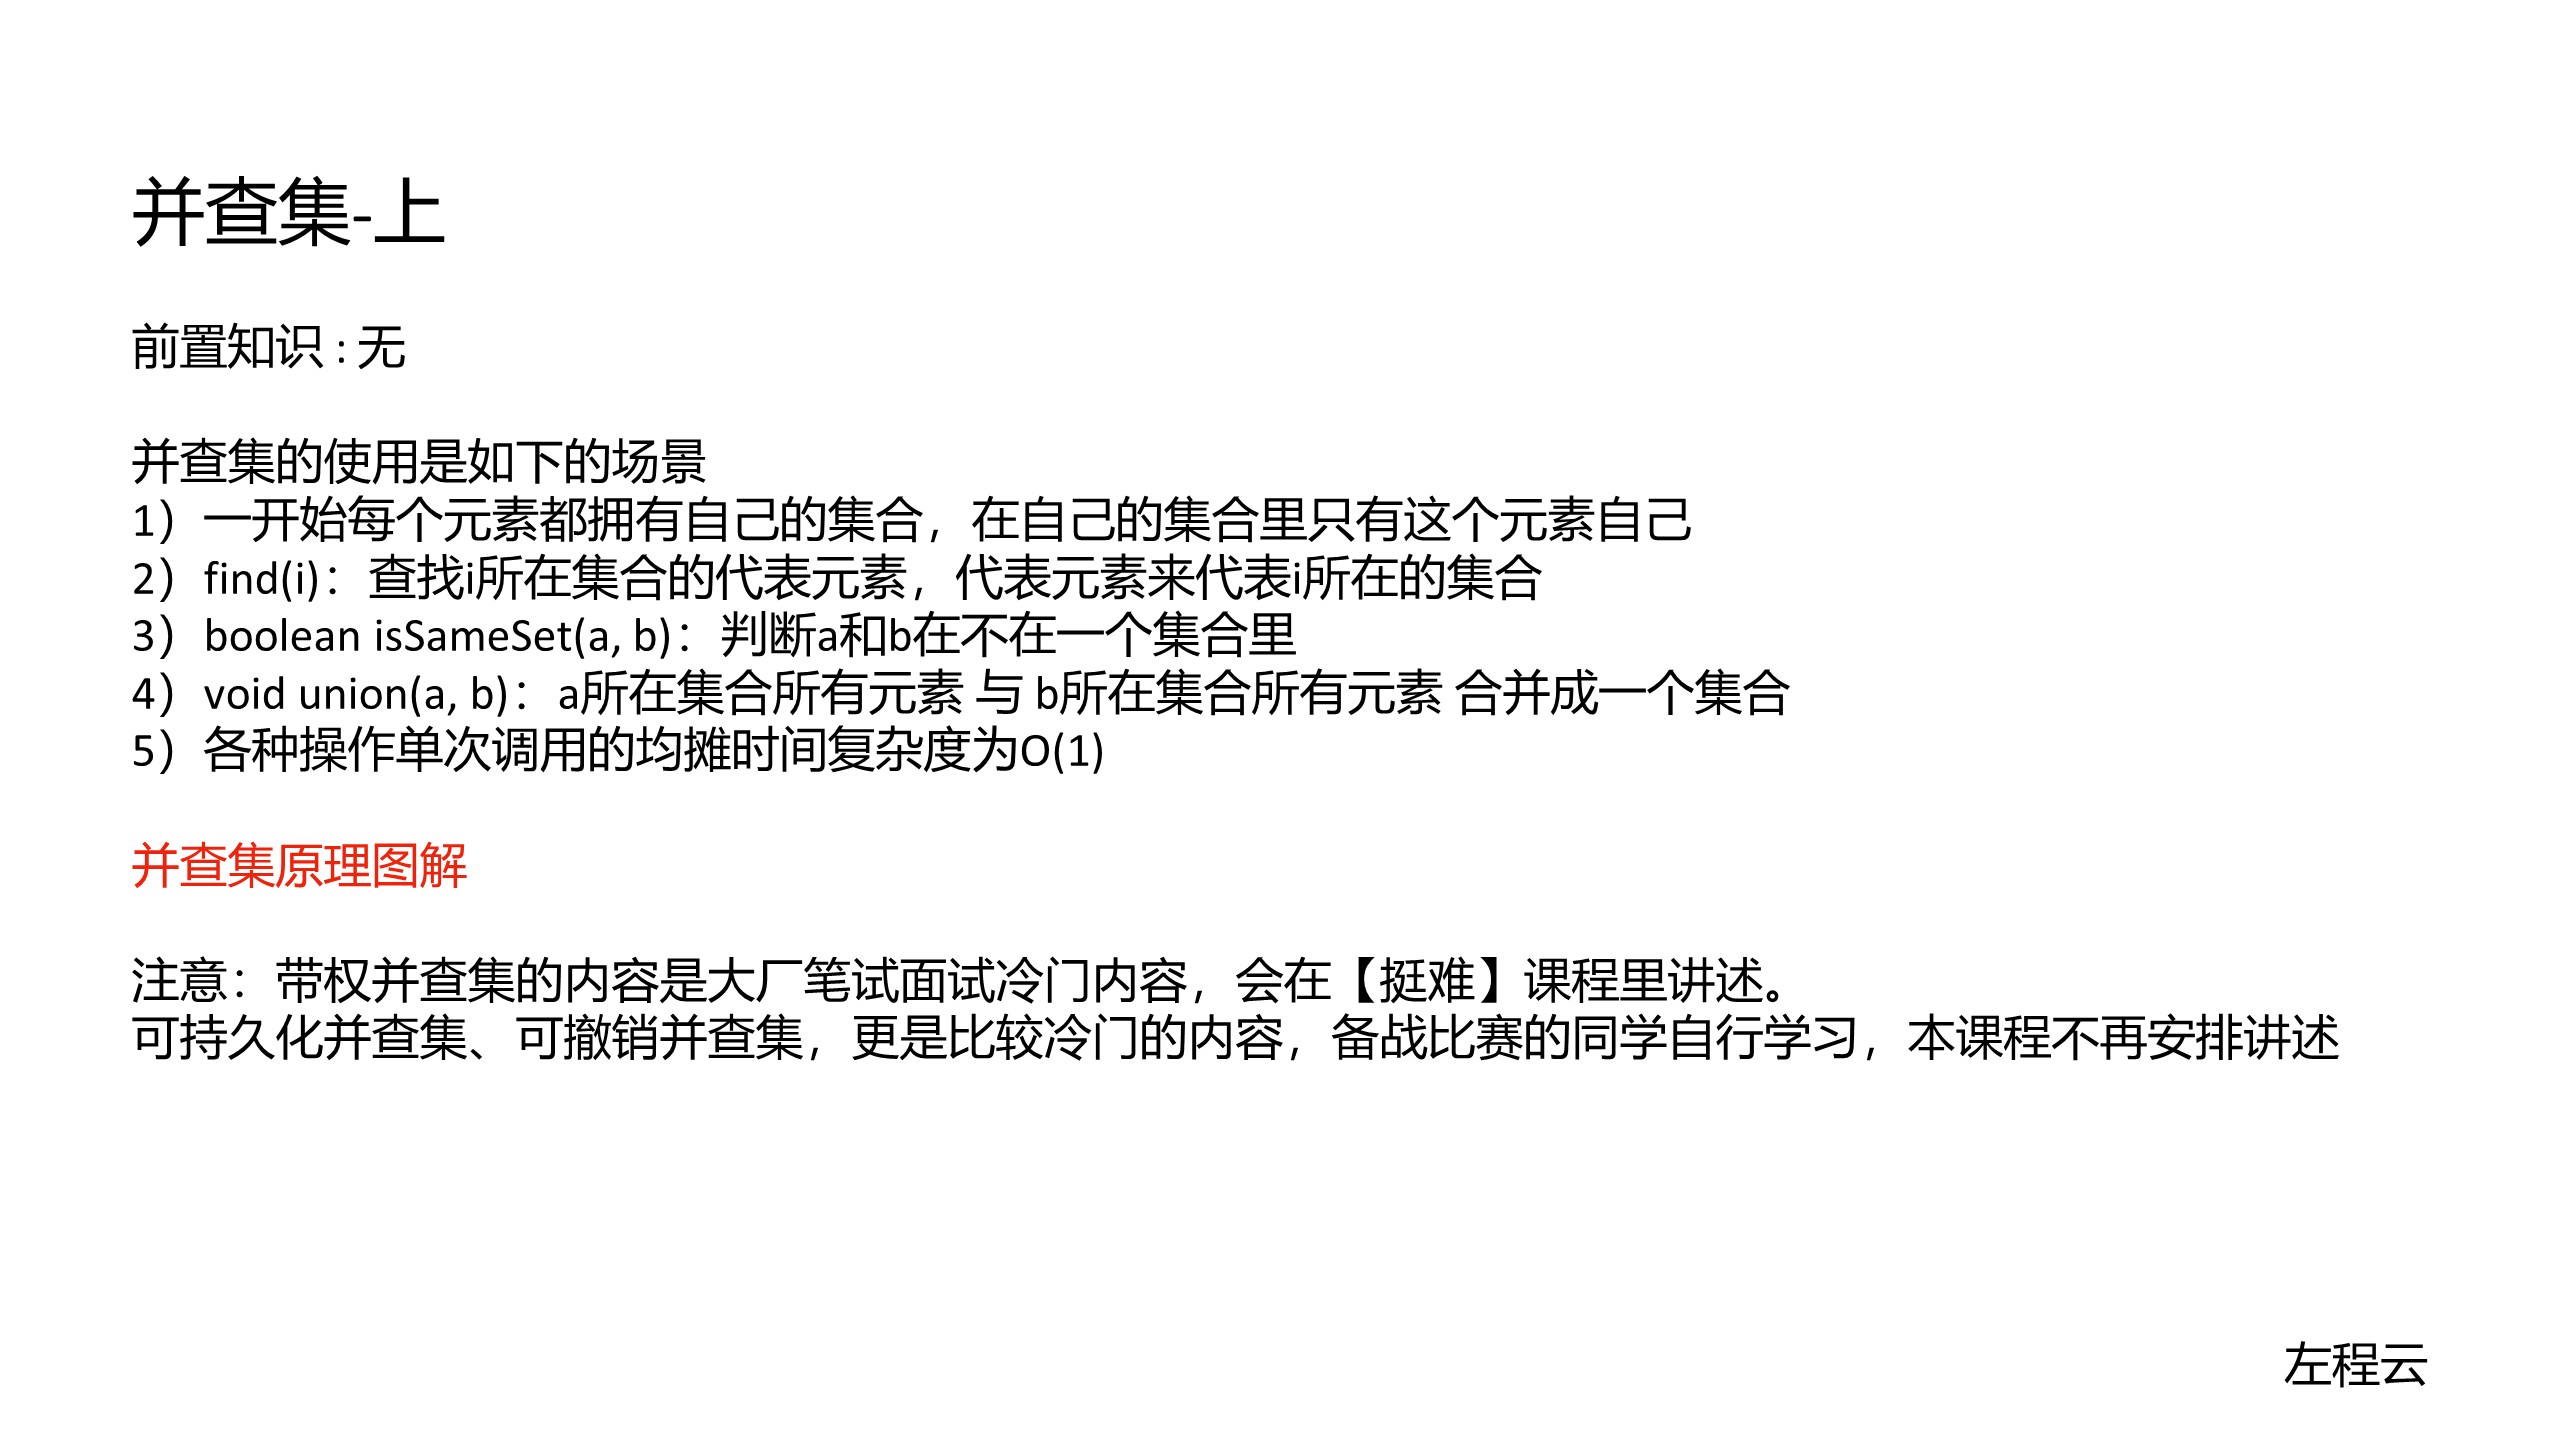 并查集-上
前置知识 : 无
并查集的使用是如下的场景
1）一开始每个元素都拥有自己的集合，在自己的集合里只有这个元素自己
2）find(i)：查找i所在集合的代表元素，代表元素来代表i所在的集合
3）boolean isSameSet(a, b)：判断a和b在不在一个集合里
4）void union(a, b)：a所在集合所有元素 与 b所在集合所有元素 合并成一个集合
5）各种操作单次调用的均摊时间复杂度为O(1)
并查集原理图解
注意：带权并查集的内容是大厂笔试面试冷门内容，会在【挺难】课程里讲述。
可持久化并查集、可撤销并查集，更是比较冷门的内容，备战比赛的同学自行学习，本课程不再安排讲述
左程云